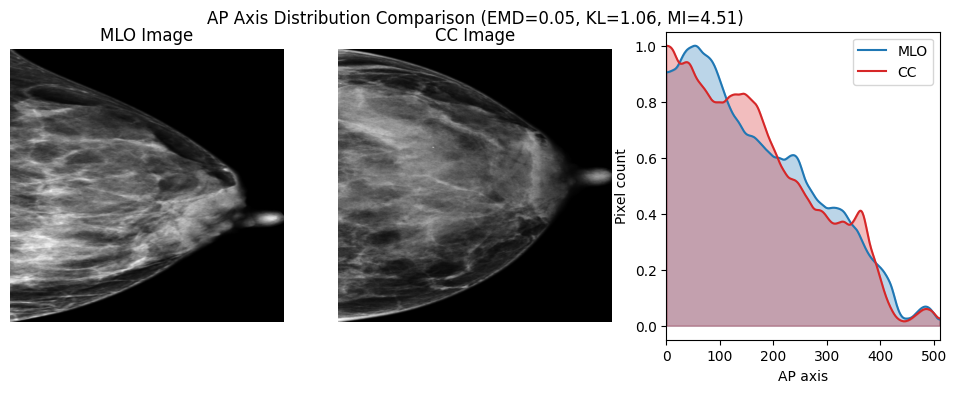 AP Axis Distribution Comparison (EMD=0.05, KL=1.06, MI=4.51)
MLO Image
CC Image
MLO
CC
Pixel count
1.0
0.8
0.6
0.4
0.2
0.0
0 100 200 300 400 500
AP axis